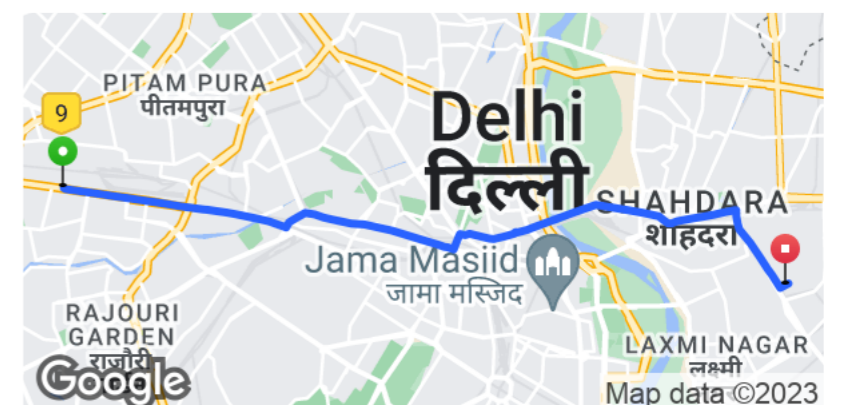 PITAM PURA
पीतमपुरा
9
Delhi
दिल्ली
SHAHDARA
शाहदरा
Jama Masjid
जामा मस्जिद
RAJOURI
GARDEN
राजौरी
LAXMI NAGAR
लक्ष्मी
Google
Map data ©2023